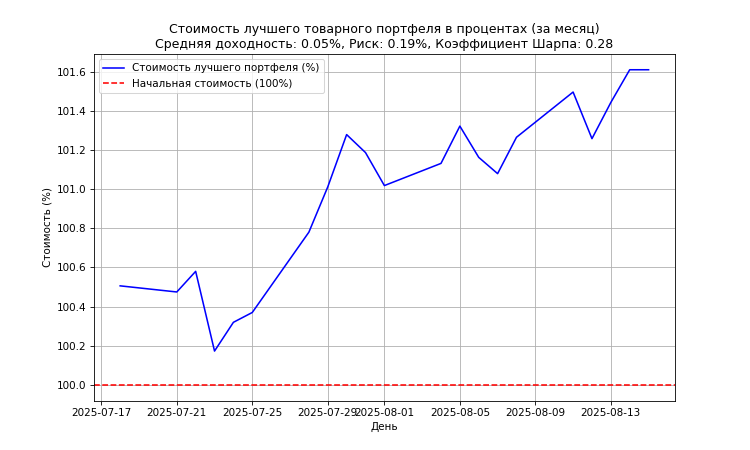 Стоимость лучшего товарного портфеля в процентах (за месяц)
Средняя доходность: 0.05%, Риск: 0.19%, Коэффициент Шарпа: 0.28
Стоимость лучшего портфеля (%)
Начальная стоимость (100%)
Стоимость (%)
101.6
101.4
101.2
101.0
100.8
100.6
100.4
100.2
100.0
2025-07-17 2025-07-21 2025-07-25 2025-07-29 2025-08-01 2025-08-05 2025-08-09 2025-08-13
День